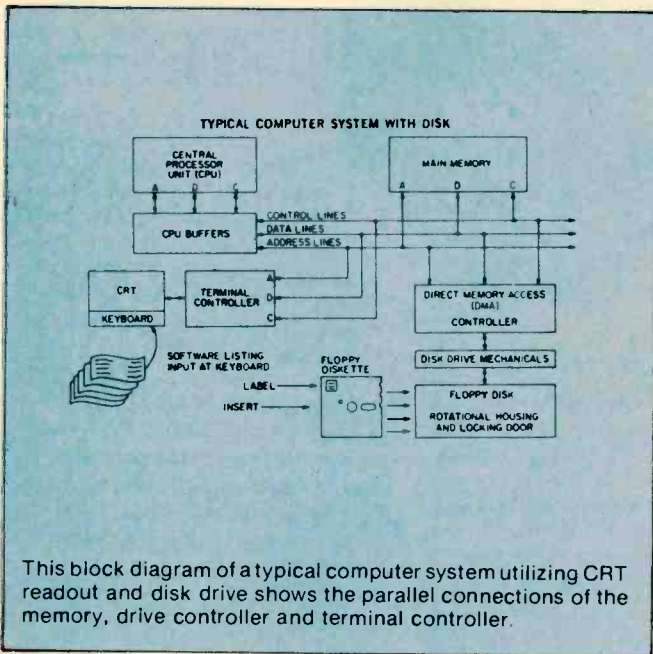 TYPICAL COMPUTER SYSTEM WITH DISK
CENTRAL
PROCESSOR
UNIT (CPU)
A D C
MAIN MEMORY
A D C
CPU BUFFERS
CONTROL LINES
DATA LINES
ADDRESS LINES
CRT
KEYBOARD
TERMINAL
CONTROLLER
A
D
C
DIRECT MEMORY ACCESS
(DMA)
CONTROLLER
SOFTWARE LISTING
INPUT AT KEYBOARD
FLOPPY
DISKETTE
DISK DRIVE MECHANICALS
LABEL
INSERT
FLOPPY DISK
ROTATIONAL HOUSING
AND LOCKING DOOR
This block diagram of a typical computer system utilizing CRT
readout and disk drive shows the parallel connections of the
memory, drive controller and terminal controller.